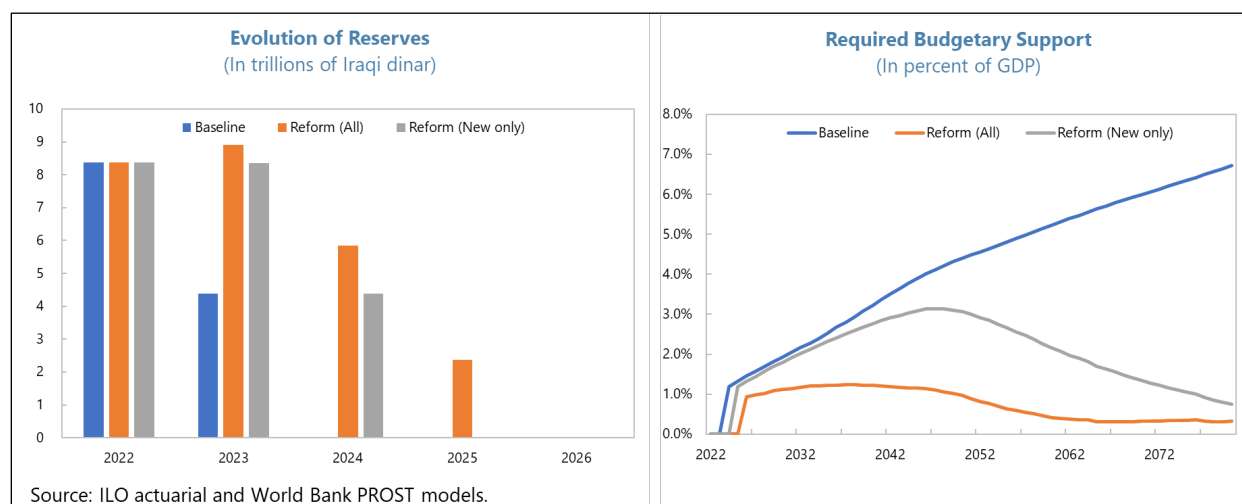 Evolution of Reserves
(In trillions of Iraqi dinar)
10
9
8
7
6
5
4
3
2
1
0
Baseline Reform (All) Reform (New only)
2022 2023 2024 2025 2026
Required Budgetary Support
(In percent of GDP)
8.0%
7.0%
6.0%
5.0%
4.0%
3.0%
2.0%
1.0%
0.0%
Baseline Reform (All) Reform (New only)
2022 2032 2042 2052 2062 2072
Source: ILO actuarial and World Bank PROST models.